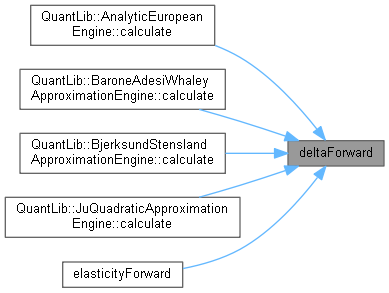 QuantLib::AnalyticEuropean
Engine::calculate
QuantLib::BaroneAdesiWhaley
ApproximationEngine::calculate
QuantLib::BjerksundStensland
ApproximationEngine::calculate
deltaForward
QuantLib::JuQuadraticApproximation
Engine::calculate
elasticityForward